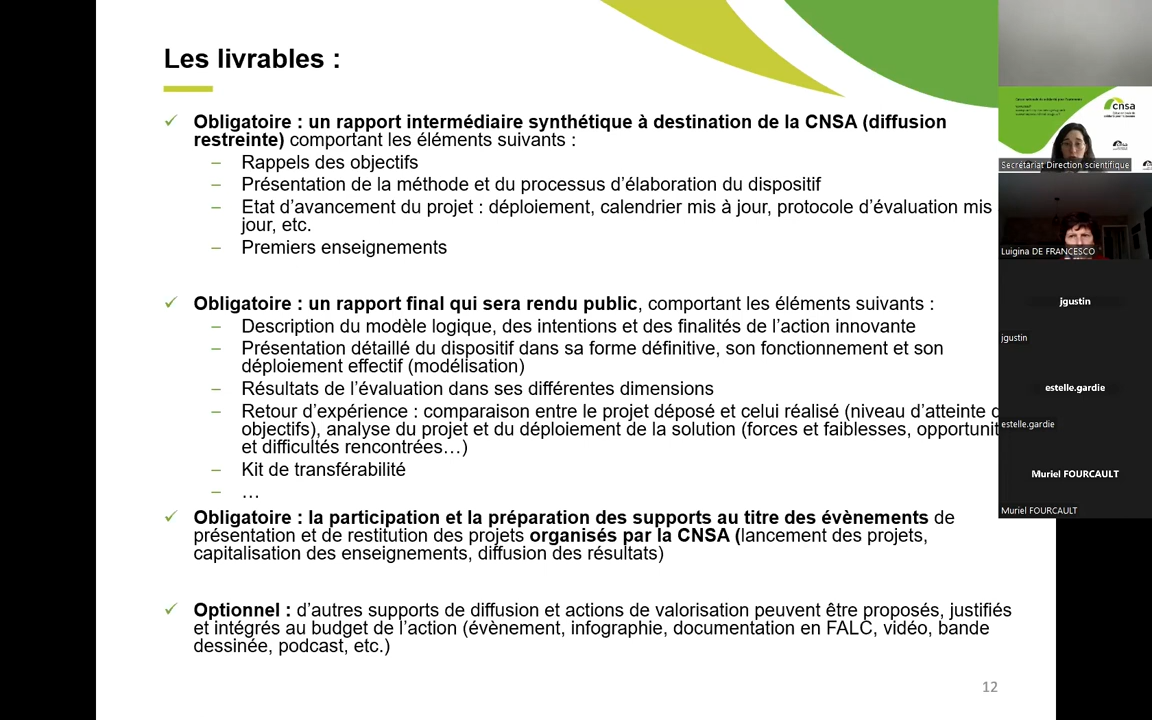 Les livrables :
✓ Obligatoire : un rapport intermédiaire synthétique à destination de la CNSA (diffusion
restreinte) comportant les éléments suivants :
– Rappels des objectifs
– Présentation de la méthode et du processus d’élaboration du dispositif
– Etat d’avancement du projet : déploiement, calendrier mis à jour, protocole d’évaluation mis
jour, etc.
– Premiers enseignements
✓ Obligatoire : un rapport final qui sera rendu public, comportant les éléments suivants :
– Description du modèle logique, des intentions et des finalités de l’action innovante
– Présentation détaillé du dispositif dans sa forme définitive, son fonctionnement et son
déploiement effectif (modélisation)
– Résultats de l’évaluation dans ses différentes dimensions
– Retour d’expérience : comparaison entre le projet déposé et celui réalisé (niveau d’atteinte
objectifs), analyse du projet et du déploiement de la solution (forces et faiblesses,
et difficultés rencontrées…)
– Kit de transférabilité
– …
✓ Obligatoire : la participation et la préparation des supports au titre des évènements de
présentation et de restitution des projets organisés par la CNSA (lancement des projets,
capitalisation des enseignements, diffusion des résultats)
✓ Optionnel : d’autres supports de diffusion et actions de valorisation peuvent être proposés, justifiés
et intégrés au budget de l’action (évènement, infographie, documentation en FALC, vidéo, bande
dessinée, podcast, etc.)
12
cnsa
Secrétariat Direction scientifique
Luigina DE FRANCESCO
jgustin
jgustin
estelle.gardie
estelle.gardie
Muriel FOURCAULT
Muriel FOURCAULT